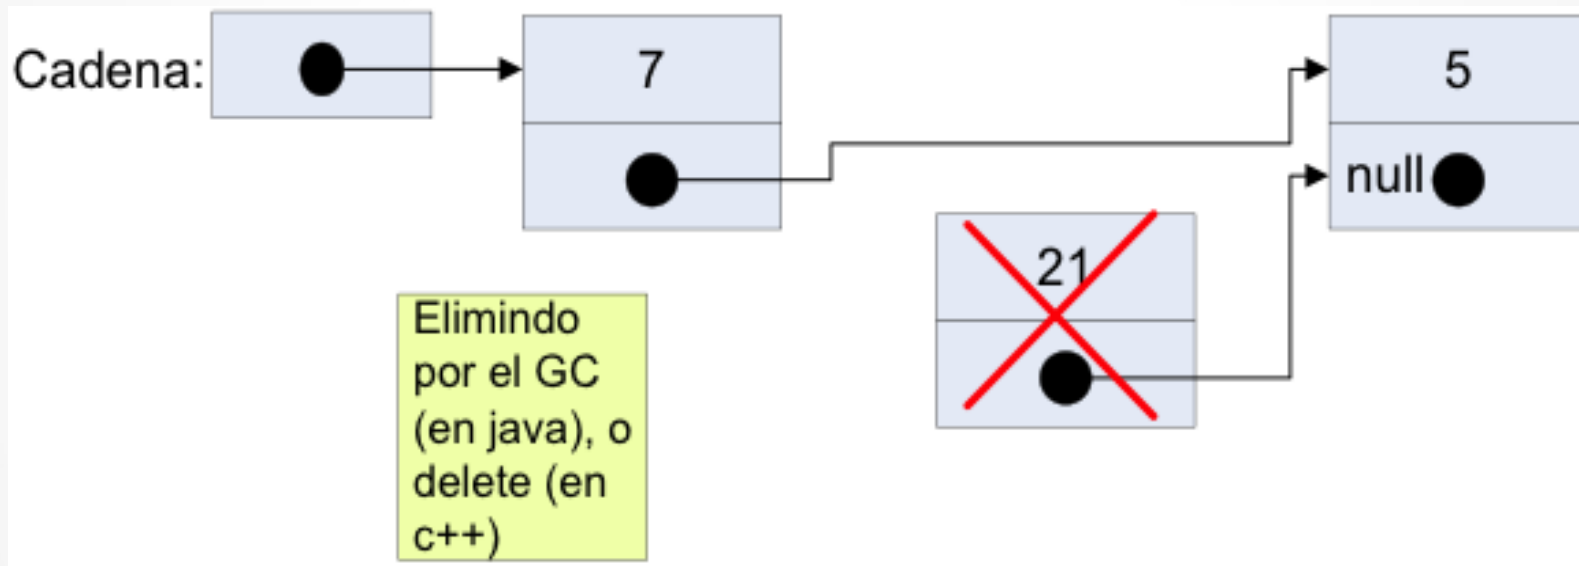 Cadena:
7
5
null
21
Elimindo
por el GC
(en java), o
delete (en
c++)